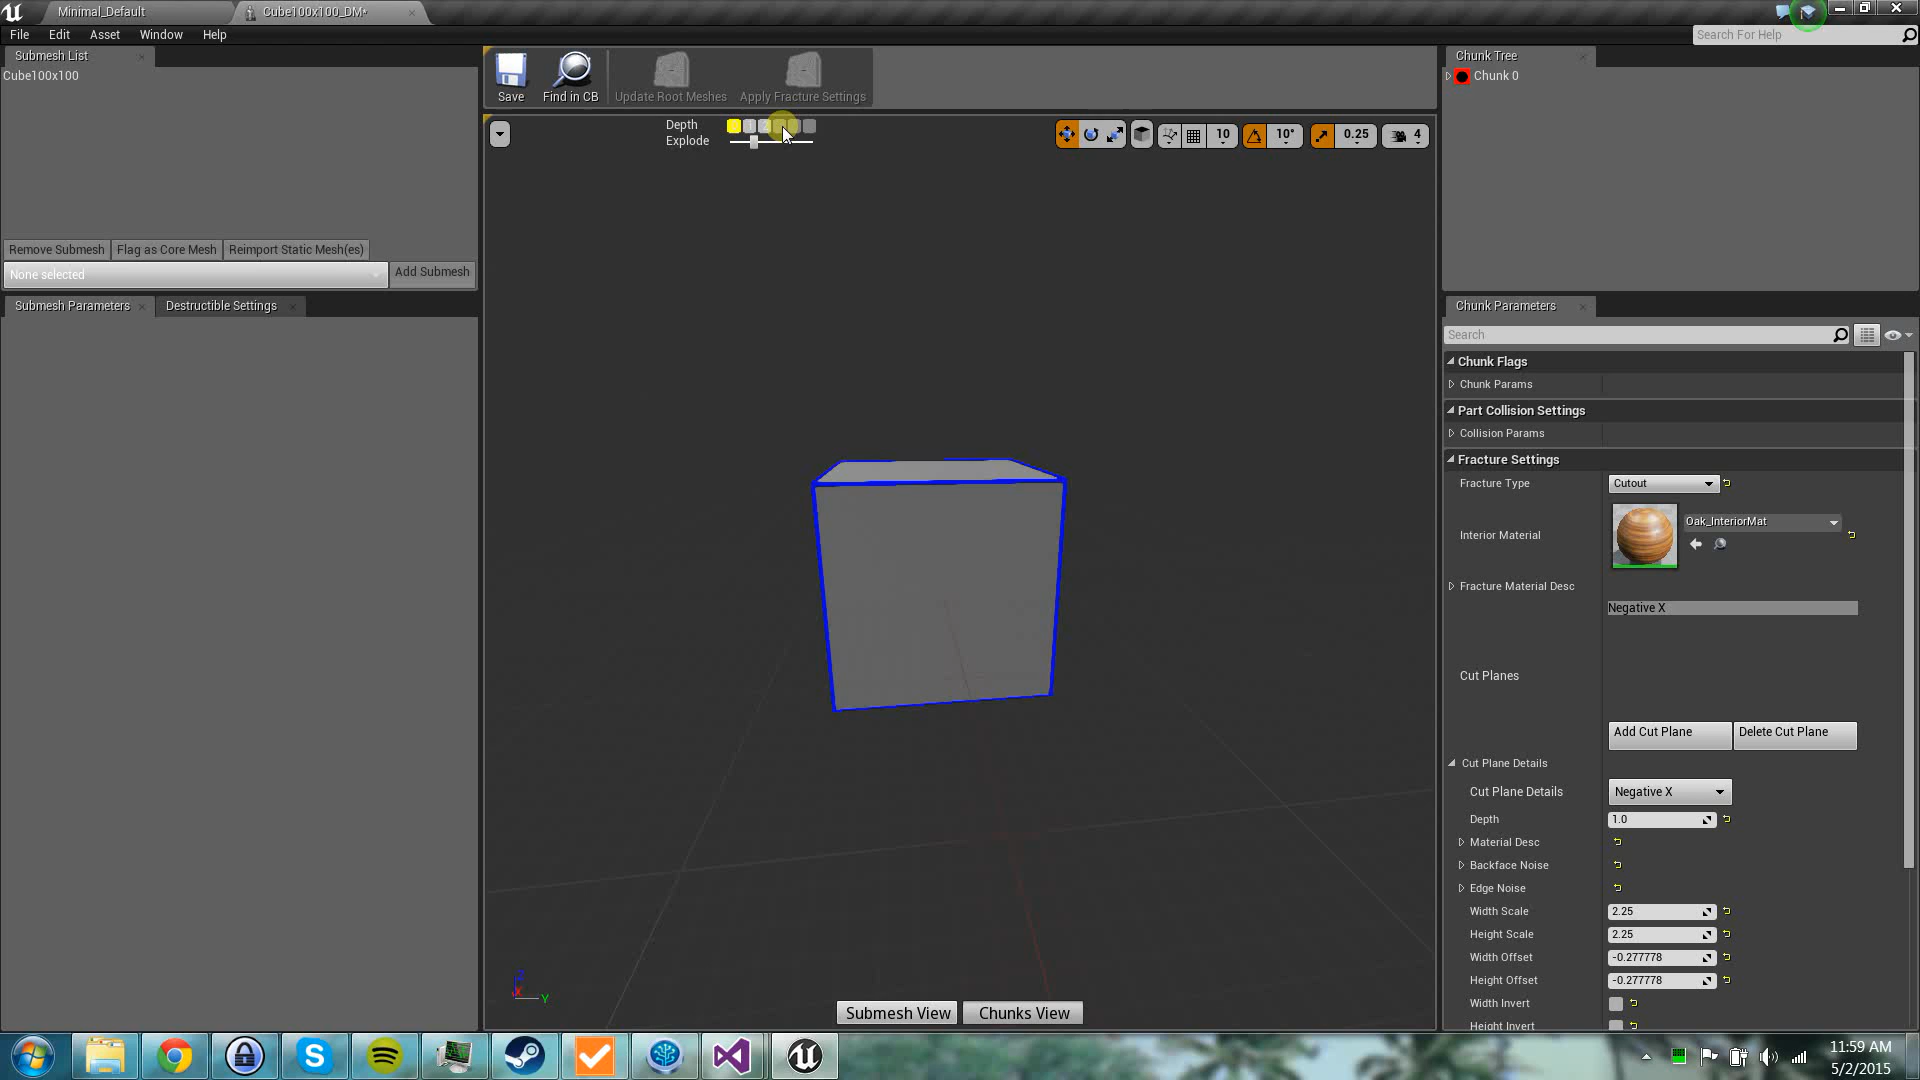 Minimal_Default
Cube100x100_DM*
File Edit Asset Window Help
Search For Help
Submesh List
Cube100x100
Save
Find in CB
Update Root Meshes
Apply Fracture Settings
Chunk Tree
Chunk 0
Depth
1
2
Explode
10
10°
0.25
4
Remove Submesh
Flag as Core Mesh
Reimport Static Mesh(es)
None selected
Add Submesh
Submesh Parameters
Destructible Settings
Chunk Parameters
Search
Chunk Flags
Chunk Params
Part Collision Settings
Collision Params
Fracture Settings
Fracture Type
Cutout
Interior Material
Oak_InteriorMat
Fracture Material Desc
Negative X
Cut Planes
Add Cut Plane
Delete Cut Plane
Cut Plane Details
Cut Plane Details
Negative X
Depth
1.0
Material Desc
Backface Noise
Edge Noise
Width Scale
2.25
Height Scale
2.25
Width Offset
-0.277778
Height Offset
-0.277778
Width Invert
Height Invert
Z
X
Y
Submesh View
Chunks View
11:59 AM
5/2/2015